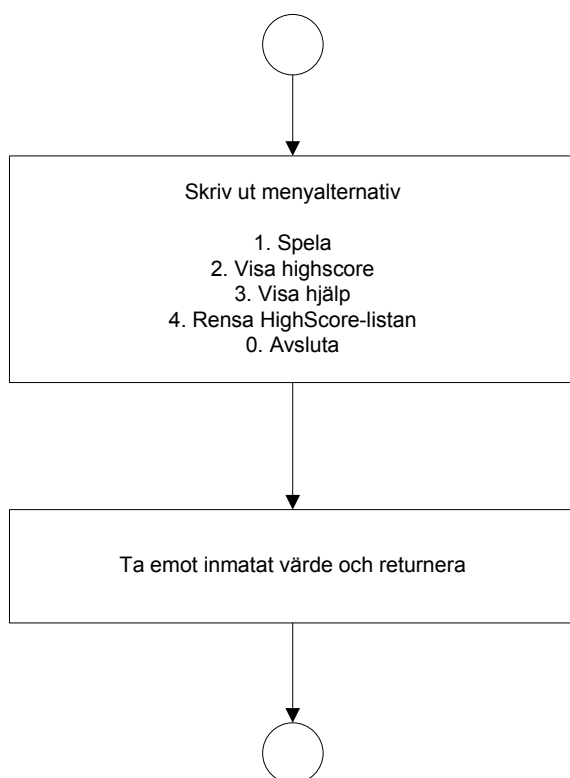 Skriv ut menyalternativ
1. Spela
2. Visa highscore
3. Visa hjälp
4. Rensa HighScore-listan
0. Avsluta
Ta emot inmatat värde och returnera